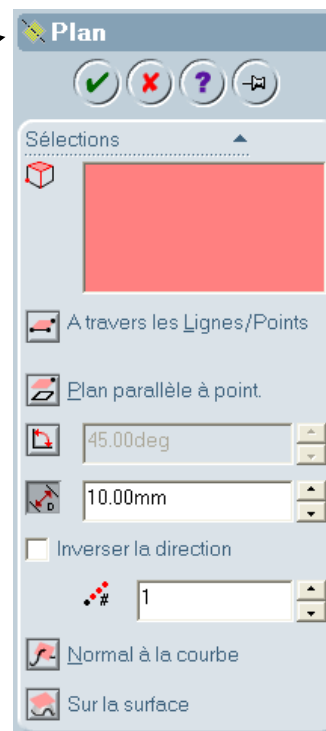 Plan
?
Sélections
A travers les Lignes/Points
Plan parallèle à point.
45.00deg
D
10.00mm
Inverser la direction
#
1
Normal à la courbe
Sur la surface